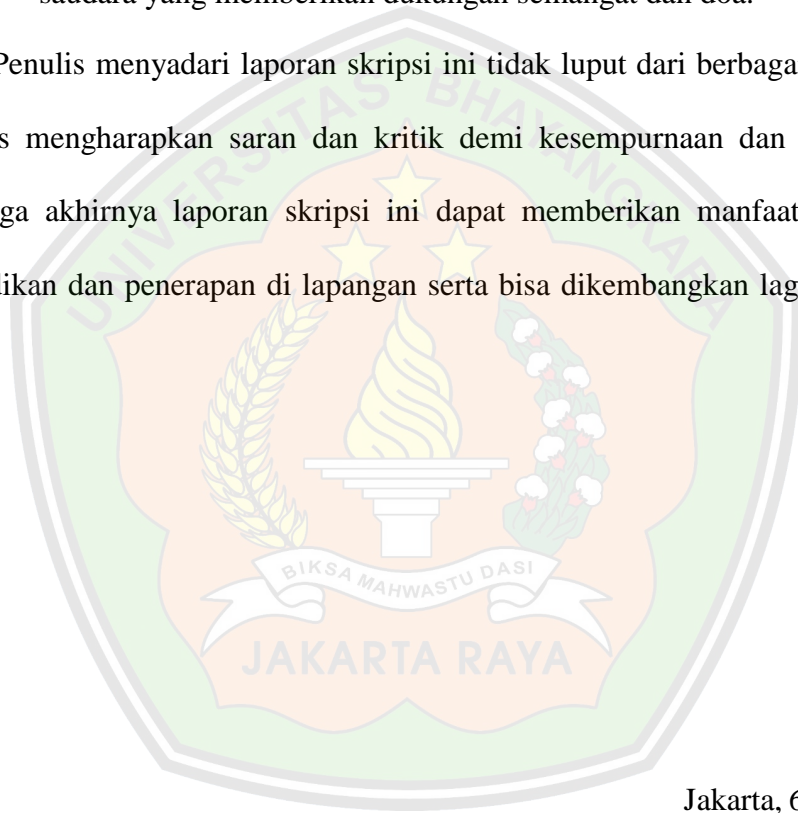 saudara yang memberikan dukungan semangat dan doa.
Penulis menyadari laporan skripsi ini tidak luput dari berbaga
s mengharapkan saran dan kritik demi kesempurnaan dan
ga akhirnya laporan skripsi ini dapat memberikan manfaat
dikan dan penerapan di lapangan serta bisa dikembangkan lag
UNIVERSITAS BHAYANGKARA
BIKSA MAHWASTU DASI
JAKARTA RAYA
Jakarta, 6